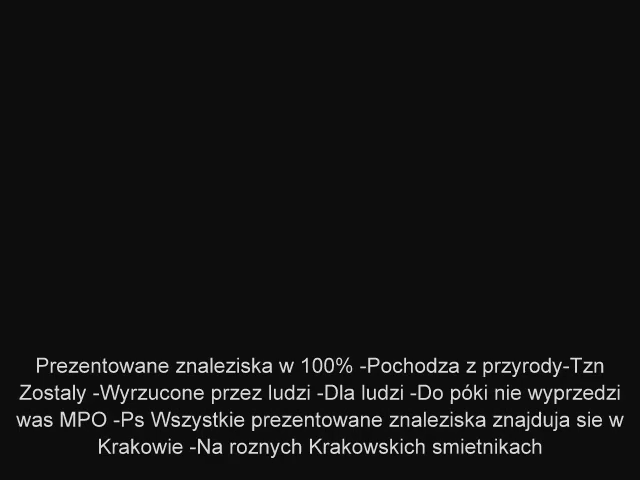 Prezentowane znaleziska w 100% -Pochodza z przyrody-Tzn
Zostaly -Wyrzucone przez ludzi -Dla ludzi -Do póki nie wyprzedzi
was MPO -Ps Wszystkie prezentowane znaleziska znajduja sie w
Krakowie -Na roznych Krakowskich smietnikach